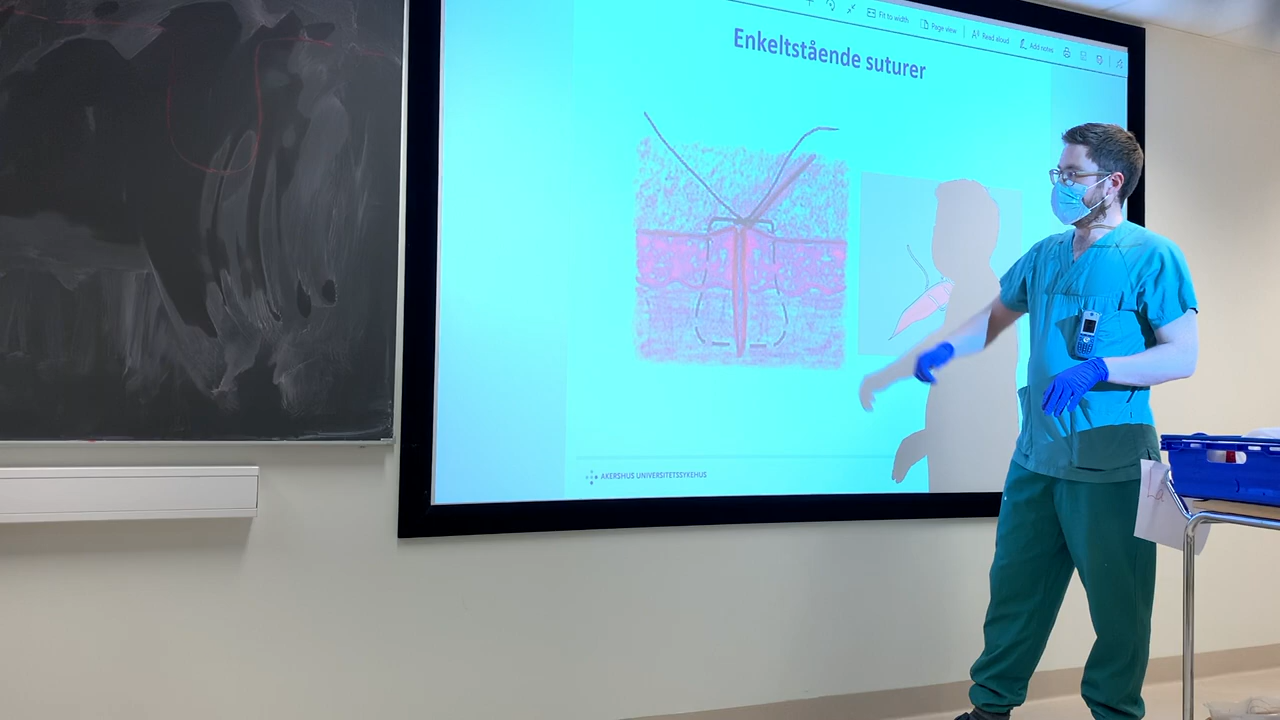 Fit to width
Page view
Read aloud
Add notes
Enkeltstående suturer
AKERSHUS UNIVERSITETSSYKEHUS